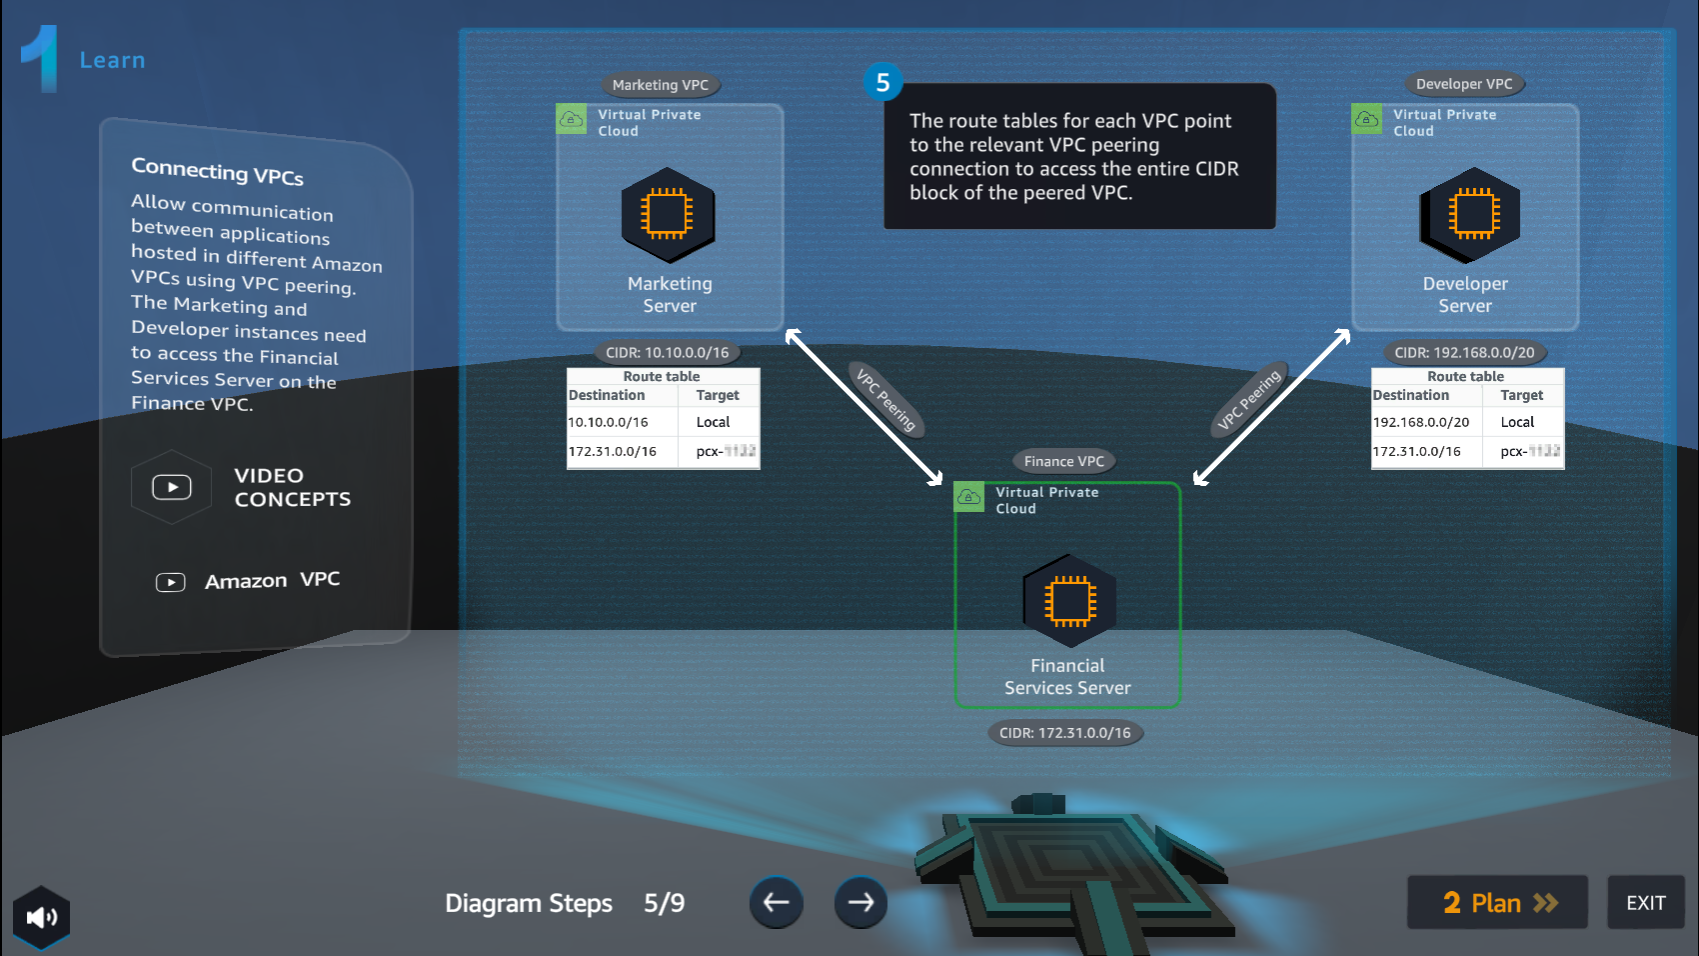 1 Learn
Connecting VPCs
Allow communication
between applications
hosted in different Amazon
VPCs using VPC peering.
The Marketing and
Developer instances need
to access the Financial
Services Server on the
Finance VPC.
VIDEO
CONCEPTS
Amazon VPC
Marketing VPC
Virtual Private
Cloud
Marketing
Server
CIDR: 10.10.0.0/16
Route table
Destination Target
10.10.0.0/16 Local
172.31.0.0/16 pcx-
VPC Peering
5
The route tables for each VPC point
to the relevant VPC peering
connection to access the entire CIDR
block of the peered VPC.
Developer VPC
Virtual Private
Cloud
Developer
Server
CIDR: 192.168.0.0/20
Route table
Destination Target
192.168.0.0/20 Local
172.31.0.0/16 pcx-
VPC Peering
Finance VPC
Virtual Private
Cloud
Financial
Services Server
CIDR: 172.31.0.0/16
Diagram Steps 5/9
2 Plan
EXIT